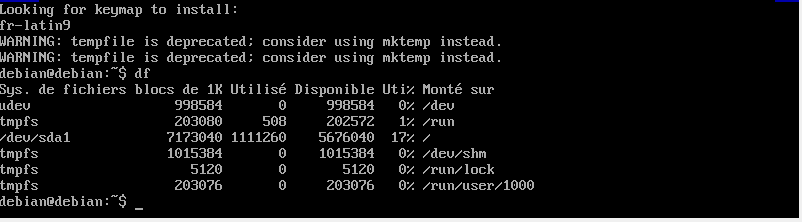 Looking for keymap to install:
fr-latin9
WARNING: tempfile is deprecated; consider using mktemp instead.
WARNING: tempfile is deprecated; consider using mktemp instead.
debian@debian:~$ df
Sys. de fichiers blocs de 1K Utilisé Disponible Uti% Monté sur
udev                  998584       0     998584   0% /dev
tmpfs                 203080     508     202572   1% /run
/dev/sda1            7173040 1111260    5676040  17% /
tmpfs                1015384       0    1015384   0% /dev/shm
tmpfs                   5120       0       5120   0% /run/lock
tmpfs                 203076       0     203076   0% /run/user/1000
debian@debian:~$ _